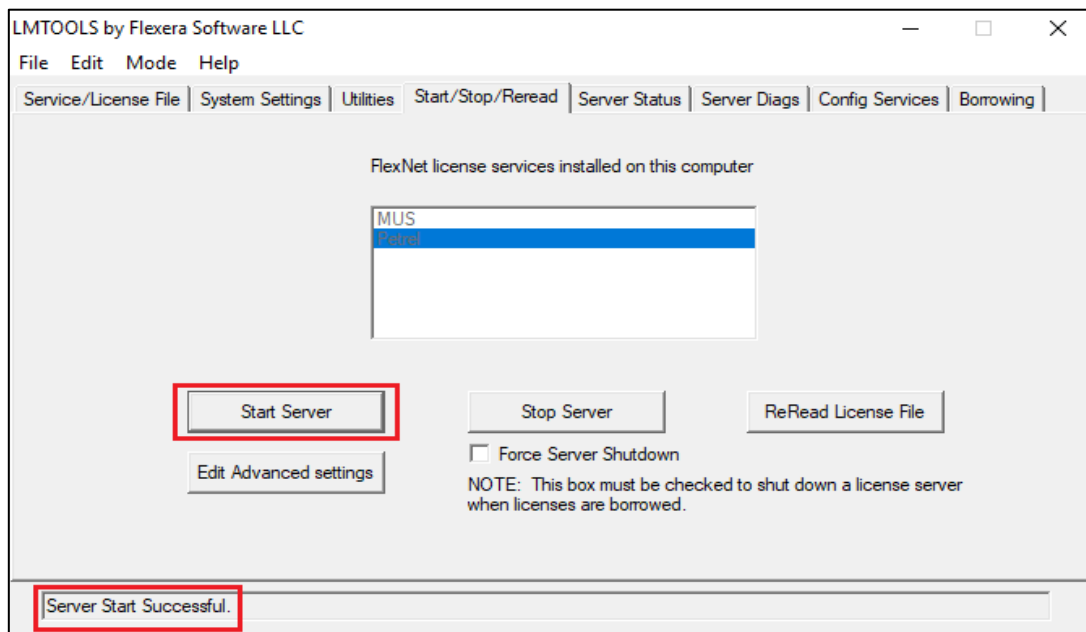 LMTOOLS by Flexera Software LLC
File Edit Mode Help
Service/License File System Settings Utilities Start/Stop/Reread Server Status Server Diags Config Services Borrowing
FlexNet license services installed on this computer
MUS
Petrel
Start Server Stop Server ReRead License File
Force Server Shutdown
Edit Advanced settings
NOTE: This box must be checked to shut down a license server
when licenses are borrowed.
Server Start Successful.